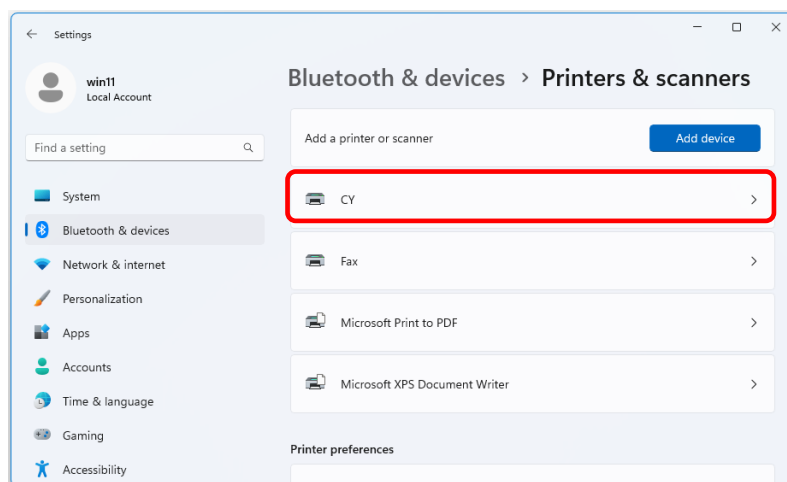 Settings
win11
Local Account
Find a setting
System
Bluetooth & devices
Network & internet
Personalization
Apps
Accounts
Time & language
Gaming
Accessibility
Bluetooth & devices > Printers & scanners
Add a printer or scanner
Add device
CY
Fax
Microsoft Print to PDF
Microsoft XPS Document Writer
Printer preferences